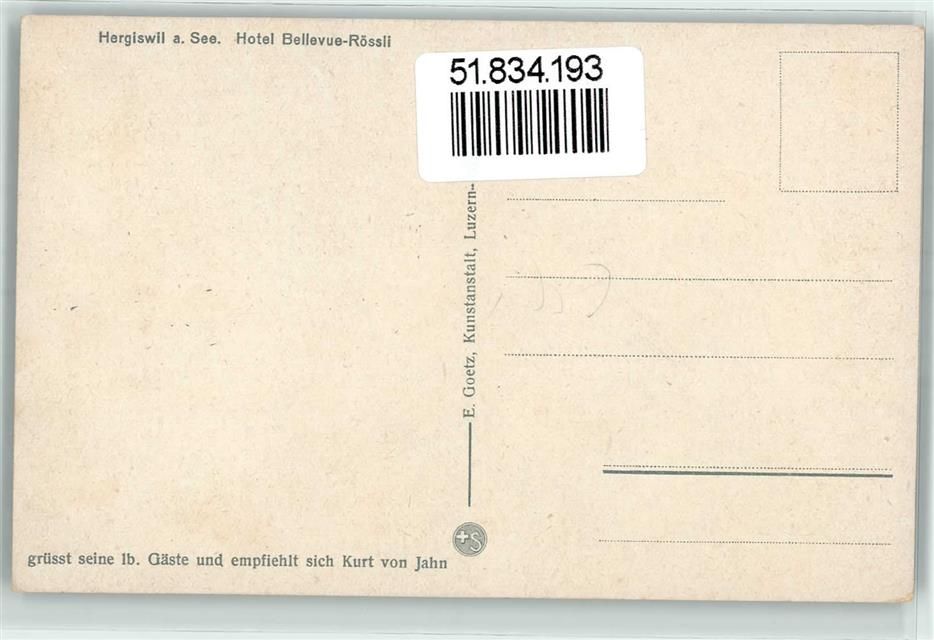 Hergiswil a. See. Hotel Bellevue-Rössli
51.834.193
E. Goetz, Kunstanstalt, Luzern
S
grüsst seine lb. Gäste und empfiehlt sich Kurt von Jahn